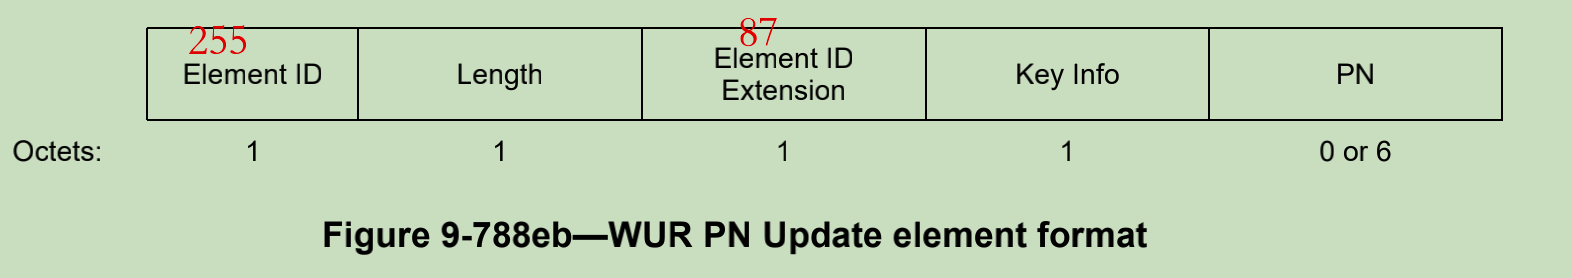 255 87
Element ID Length Element ID Extension Key Info PN
Octets: 1 1 1 1 0 or 6
Figure 9-788eb—WUR PN Update element format